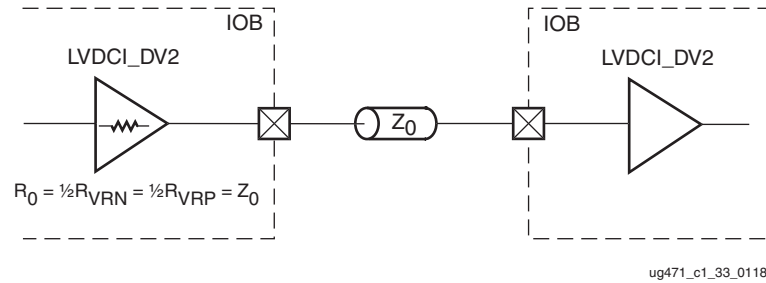 IOB
IOB
LVDCI_DV2
LVDCI_DV2
Z0
R0 = ½RVRN = ½RVRP = Z0
ug471_c1_33_0118